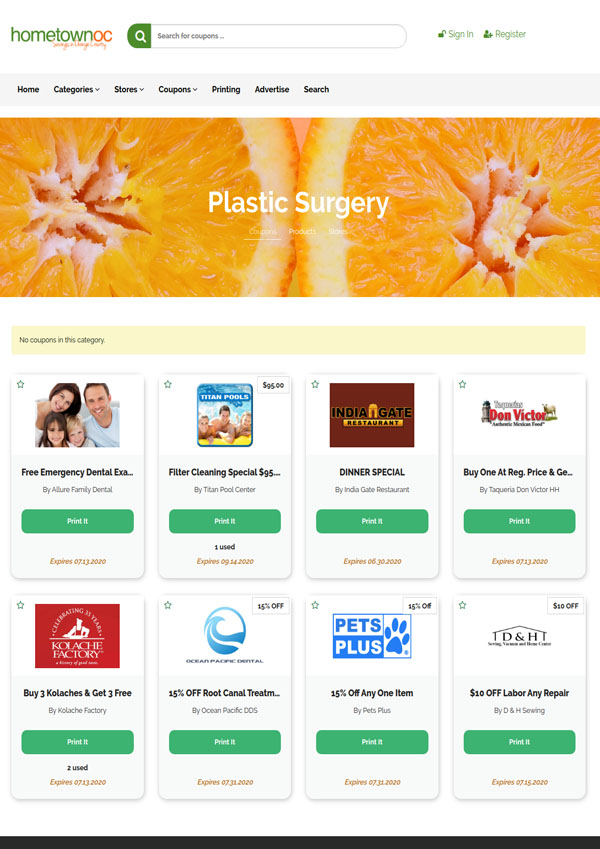 hometownoc
Savings in Orange County
Search for coupons ...
Sign In
Register
Home
Categories
Stores
Coupons
Printing
Advertise
Search
Plastic Surgery
Coupons
Products
Stores
No coupons in this category.
Free Emergency Dental Exa...
By Allure Family Dental
Print It
Expires 07.13.2020
$95.00
TITAN POOLS
Filter Cleaning Special $95....
By Titan Pool Center
Print It
1 used
Expires 09.14.2020
INDIA GATE
RESTAURANT
DINNER SPECIAL
By India Gate Restaurant
Print It
Expires 06.30.2020
Taquerias
Don Victor
"Authentic Mexican Food"
Buy One At Reg. Price & Ge...
By Taqueria Don Victor HH
Print It
Expires 07.13.2020
CELEBRATING 33 YEARS
KOLACHE
FACTORY
a history of good taste.
Buy 3 Kolaches & Get 3 Free
By Kolache Factory
Print It
2 used
Expires 07.13.2020
15% OFF
OCEAN PACIFIC DENTAL
15% OFF Root Canal Treatm...
By Ocean Pacific DDS
Print It
Expires 07.31.2020
15% Off
PETS
PLUS
15% Off Any One Item
By Pets Plus
Print It
Expires 07.31.2020
$10 OFF
D & H
Sewing, Vacuum and Home Center
$10 OFF Labor Any Repair
By D & H Sewing
Print It
Expires 07.15.2020